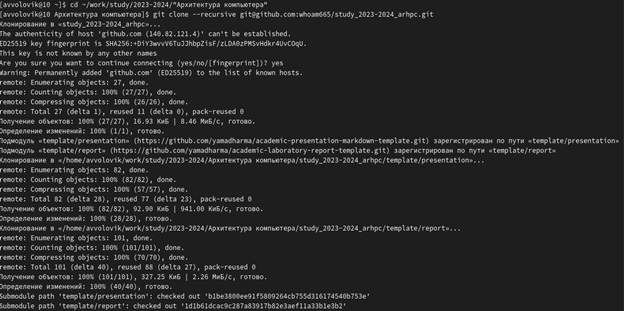 [avvolovik@10 ~]$ cd ~/work/study/2023-2024/"Архитектура компьютера"
[avvolovik@10 Архитектура компьютера]$ git clone --recursive git@github.com:whoam665/study_2023-2024_arhpc.git
Клонирование в «study_2023-2024_arhpc»...
The authenticity of host 'github.com (140.82.121.4)' can't be established.
ED25519 key fingerprint is SHA256:+DiY3wvvV6TuJJhbpZisF/zLDA0zPMSvHdkr4UvCOqU.
This key is not known by any other names
Are you sure you want to continue connecting (yes/no/[fingerprint])? yes
Warning: Permanently added 'github.com' (ED25519) to the list of known hosts.
remote: Enumerating objects: 27, done.
remote: Counting objects: 100% (27/27), done.
remote: Compressing objects: 100% (26/26), done.
remote: Total 27 (delta 1), reused 11 (delta 0), pack-reused 0
Получение объектов: 100% (27/27), 16.93 КиБ | 8.46 МиБ/с, готово.
Определение изменений: 100% (1/1), готово.
Подмодуль «template/presentation» (https://github.com/yamadharma/academic-presentation-markdown-template.git) зарегистрирован по пути «template/presentation»
Подмодуль «template/report» (https://github.com/yamadharma/academic-laboratory-report-template.git) зарегистрирован по пути «template/report»
Клонирование в «/home/avvolovik/work/study/2023-2024/Архитектура компьютера/study_2023-2024_arhpc/template/presentation»...
remote: Enumerating objects: 82, done.
remote: Counting objects: 100% (82/82), done.
remote: Compressing objects: 100% (57/57), done.
remote: Total 82 (delta 28), reused 77 (delta 23), pack-reused 0
Получение объектов: 100% (82/82), 92.90 КиБ | 941.00 КиБ/с, готово.
Определение изменений: 100% (28/28), готово.
Клонирование в «/home/avvolovik/work/study/2023-2024/Архитектура компьютера/study_2023-2024_arhpc/template/report»...
remote: Enumerating objects: 101, done.
remote: Counting objects: 100% (101/101), done.
remote: Compressing objects: 100% (70/70), done.
remote: Total 101 (delta 40), reused 88 (delta 27), pack-reused 0
Получение объектов: 100% (101/101), 327.25 КиБ | 2.26 МиБ/с, готово.
Определение изменений: 100% (40/40), готово.
Submodule path 'template/presentation': checked out 'b1be3800ee91f5809264cb755d316174540b753e'
Submodule path 'template/report': checked out '1d1b61dcac9c287a83917b82e3aef11a33b1e3b2'